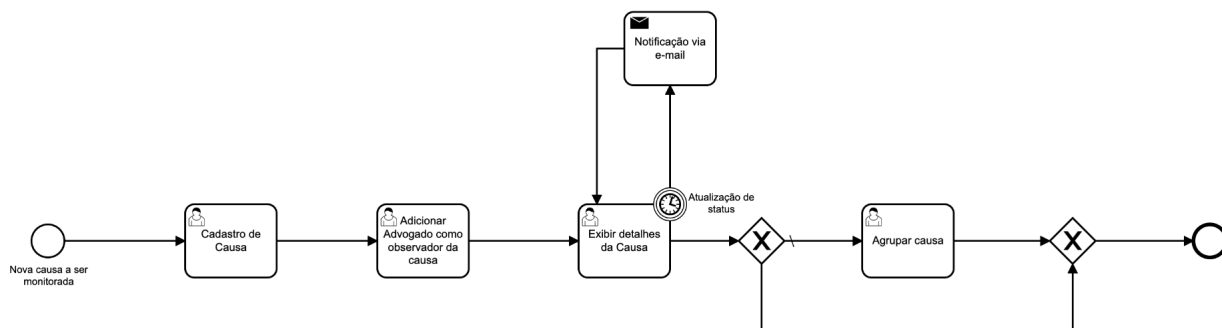 Notificação via
e-mail
Atualização de
status
Cadastro de
Causa
Adicionar
Advogado como
observador da
causa
Exibir detalhes
da Causa
Agrupar causa
Nova causa a ser
monitorada